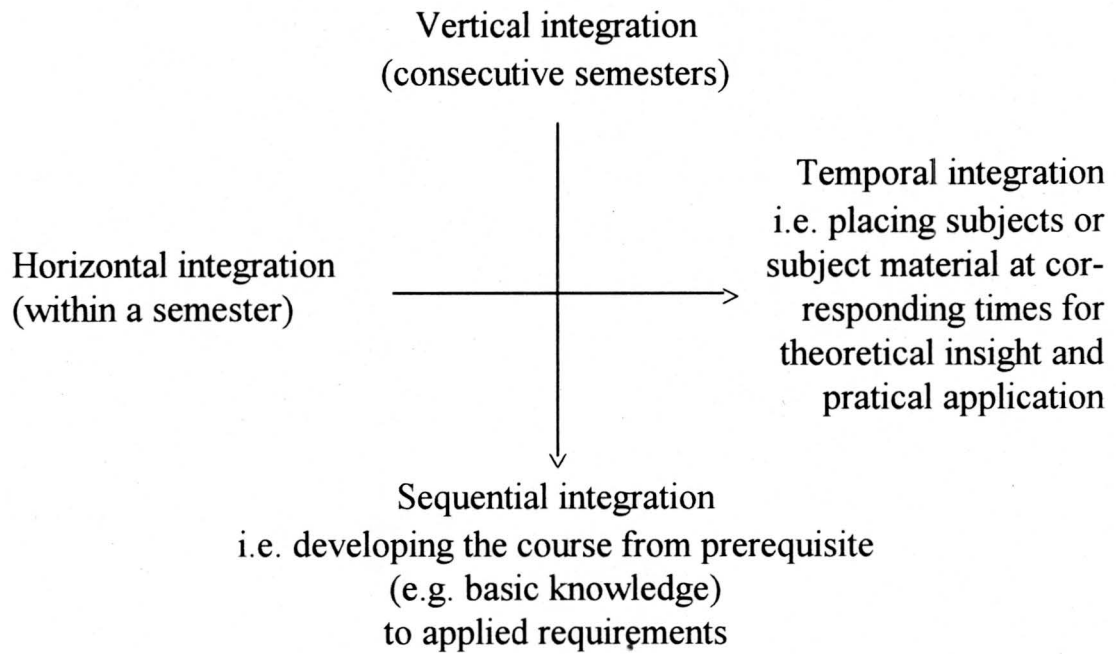 Vertical integration
(consecutive semesters)
Temporal integration
i.e. placing subjects or
subject material at cor-
responding times for
theoretical insight and
pratical application
Horizontal integration
(within a semester)
Sequential integration
i.e. developing the course from prerequisite
(e.g. basic knowledge)
to applied requirements